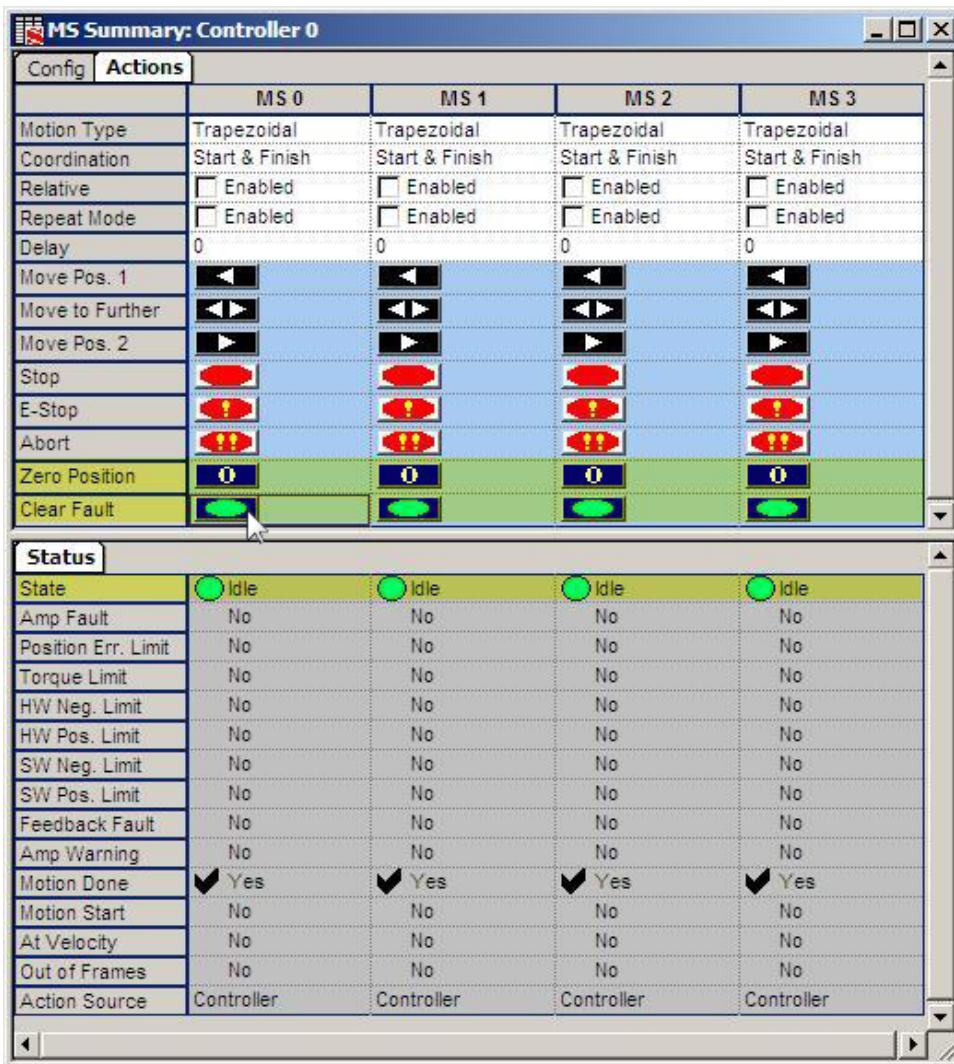 MS Summary: Controller 0
Config Actions
MS 0 MS 1 MS 2 MS 3
Motion Type Trapezoidal Trapezoidal Trapezoidal Trapezoidal
Coordination Start & Finish Start & Finish Start & Finish Start & Finish
Relative Enabled Enabled Enabled Enabled
Repeat Mode Enabled Enabled Enabled Enabled
Delay 0 0 0 0
Move Pos. 1
Move to Further
Move Pos. 2
Stop
E-Stop ! ! ! !
Abort !! !! !! !!
Zero Position 0 0 0 0
Clear Fault
Status
State Idle Idle Idle Idle
Amp Fault No No No No
Position Err. Limit No No No No
Torque Limit No No No No
HW Neg. Limit No No No No
HW Pos. Limit No No No No
SW Neg. Limit No No No No
SW Pos. Limit No No No No
Feedback Fault No No No No
Amp Warning No No No No
Motion Done Yes Yes Yes Yes
Motion Start No No No No
At Velocity No No No No
Out of Frames No No No No
Action Source Controller Controller Controller Controller